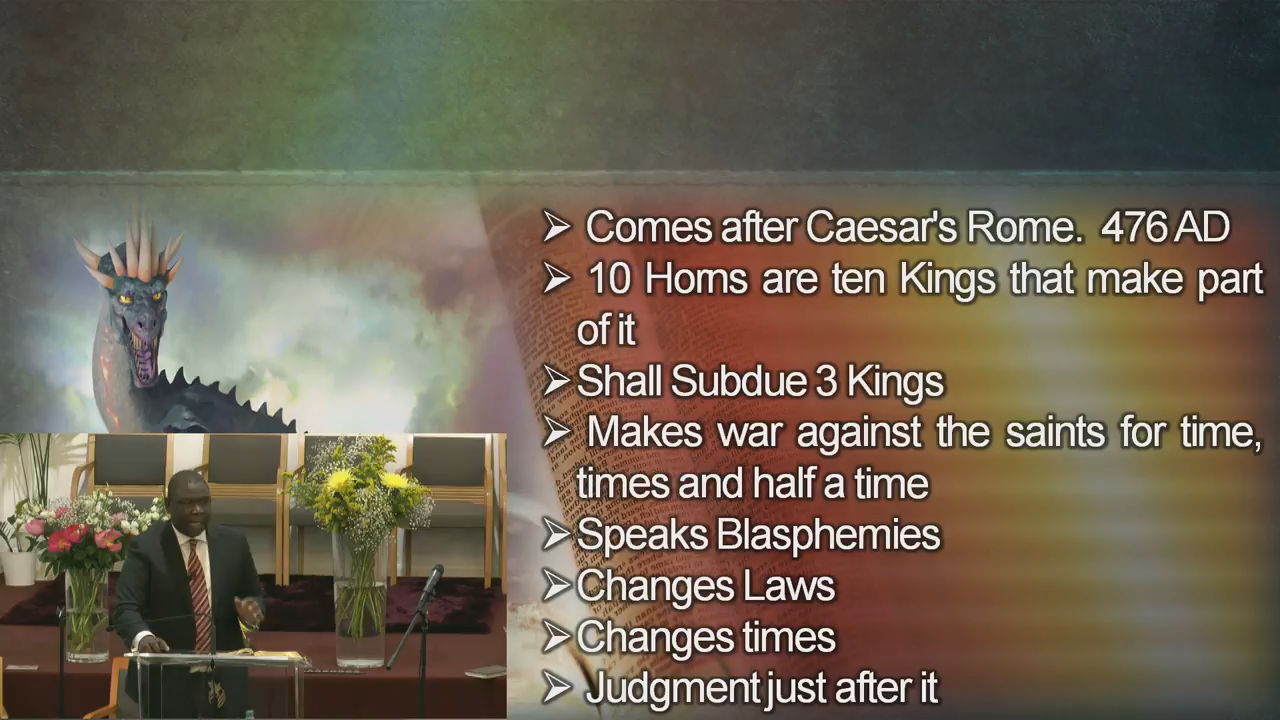 ➢ Comes after Caesar's Rome. 476 AD
➢ 10 Horns are ten Kings that make part
of it
➢ Shall Subdue 3 Kings
➢ Makes war against the saints for time,
times and half a time
➢ Speaks Blasphemies
➢ Changes Laws
➢ Changes times
➢ Judgment just after it